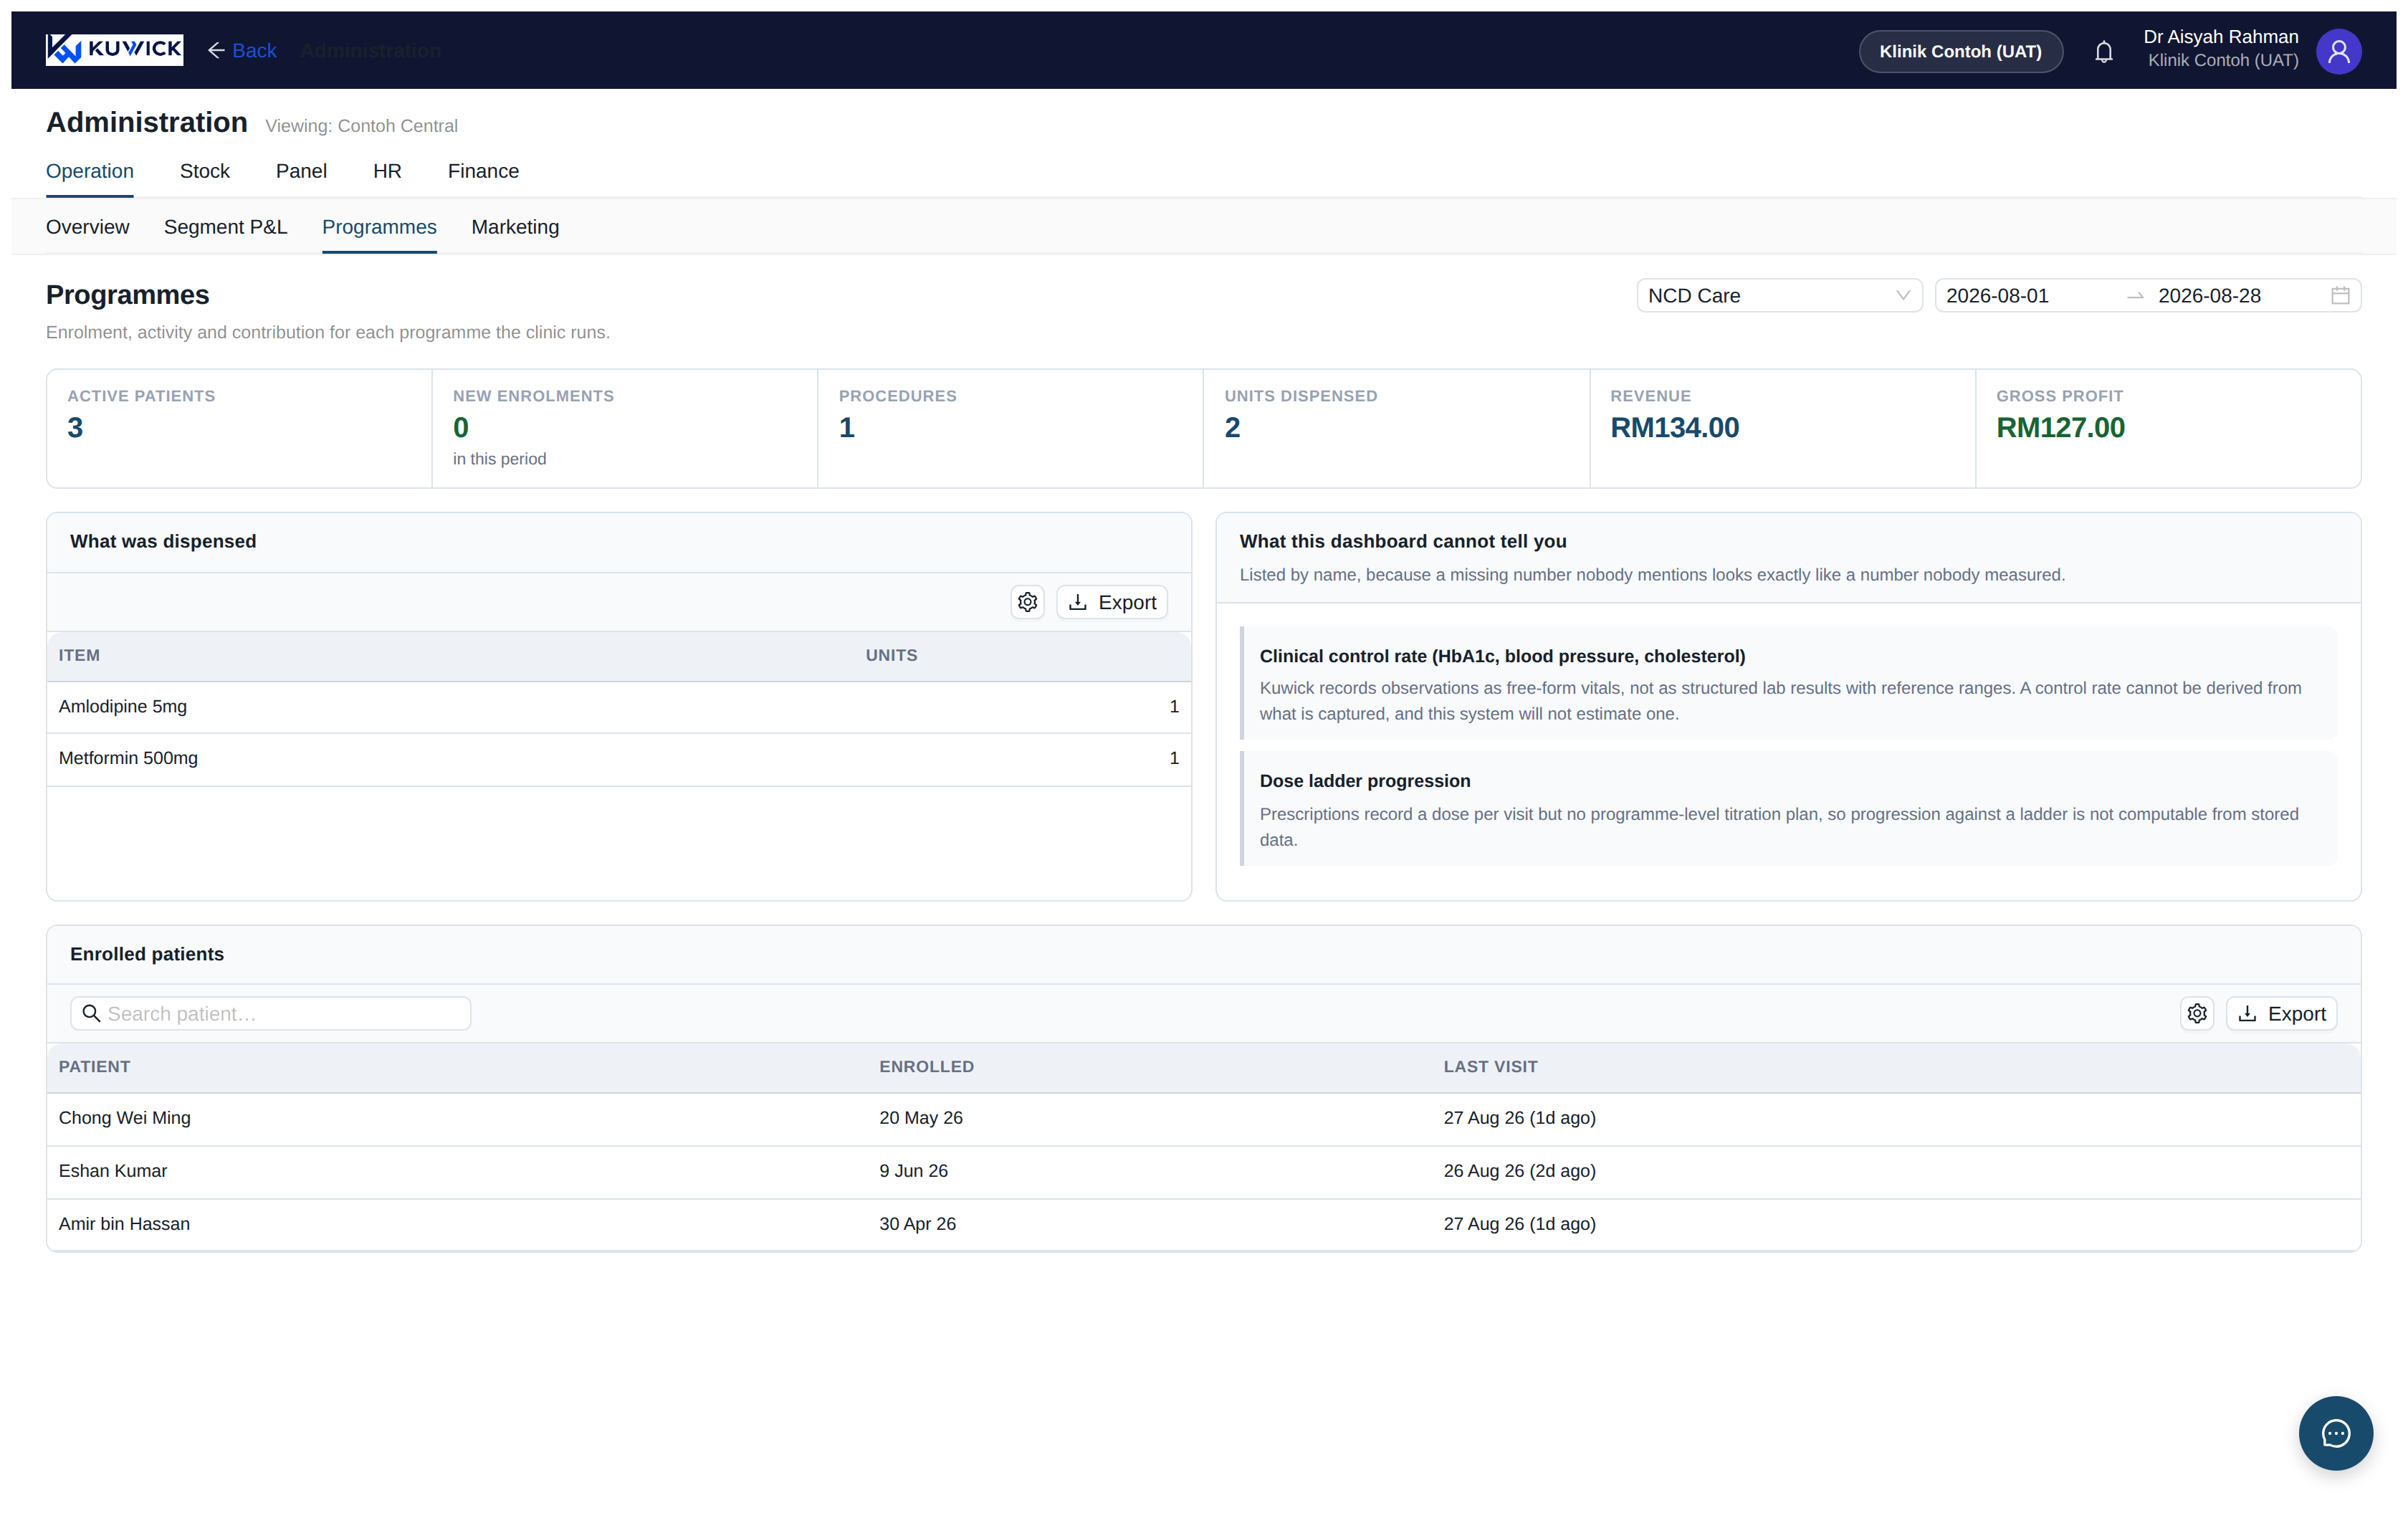 KUWICK
Back
Administration
Klinik Contoh (UAT)
Dr Aisyah Rahman
Klinik Contoh (UAT)
Administration
Viewing: Contoh Central
Operation
Stock
Panel
HR
Finance
Overview
Segment P&L
Programmes
Marketing
Programmes
NCD Care
2026-08-01
2026-08-28
Enrolment, activity and contribution for each programme the clinic runs.
ACTIVE PATIENTS
3
NEW ENROLMENTS
0
in this period
PROCEDURES
1
UNITS DISPENSED
2
REVENUE
RM134.00
GROSS PROFIT
RM127.00
What was dispensed
Export
ITEM
UNITS
Amlodipine 5mg
1
Metformin 500mg
1
What this dashboard cannot tell you
Listed by name, because a missing number nobody mentions looks exactly like a number nobody measured.
Clinical control rate (HbA1c, blood pressure, cholesterol)
Kuwick records observations as free-form vitals, not as structured lab results with reference ranges. A control rate cannot be derived from
what is captured, and this system will not estimate one.
Dose ladder progression
Prescriptions record a dose per visit but no programme-level titration plan, so progression against a ladder is not computable from stored
data.
Enrolled patients
Search patient…
Export
PATIENT
ENROLLED
LAST VISIT
Chong Wei Ming
20 May 26
27 Aug 26 (1d ago)
Eshan Kumar
9 Jun 26
26 Aug 26 (2d ago)
Amir bin Hassan
30 Apr 26
27 Aug 26 (1d ago)